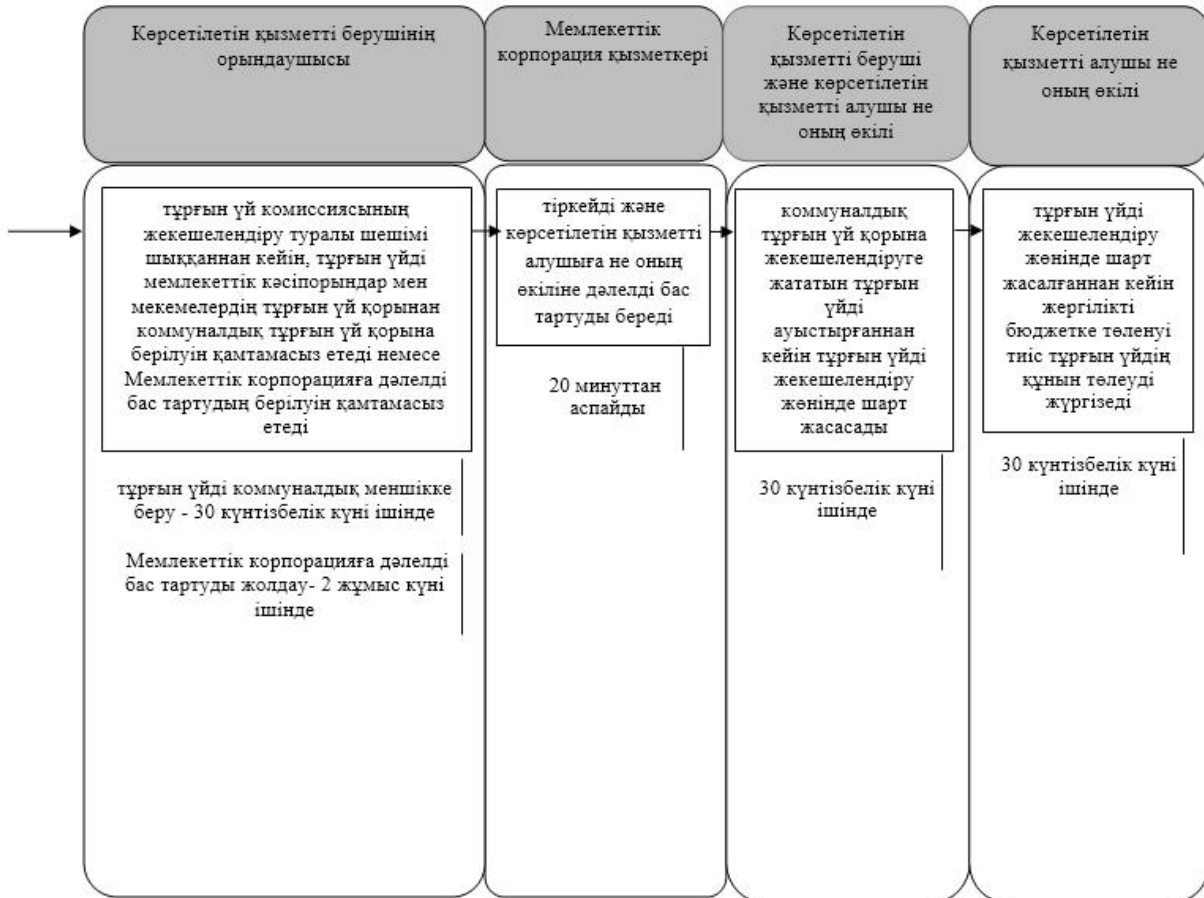 Көрсетілетін қызметті берушінің
орындаушысы
Мемлекеттік
корпорация қызметкері
Көрсетілетін
қызметті беруші
және көрсетілетін
қызметті алушы не
оның өкілі
Көрсетілетін
қызметті алушы не
оның өкілі
тұрғын үй комиссиясының
жекешелендіру туралы шешімі
шыққаннан кейін, тұрғын үйді
мемлекеттік кәсіпорындар мен
мекемелердің тұрғын үй қорынан
коммуналдық тұрғын үй қорына
берілуін қамтамасыз етеді немесе
Мемлекеттік корпорацияға дәлелді
бас тартудың берілуін қамтамасыз
етеді
тұрғын үйді коммуналдық меншікке
беру - 30 күнтізбелік күні ішінде
Мемлекеттік корпорацияға дәлелді
бас тартуды жолдау- 2 жұмыс күні
ішінде
тіркейді және
көрсетілетін қызметті
алушыға не оның
өкіліне дәлелді бас
тартуды береді
20 минуттан
аспайды
коммуналдық
тұрғын үй қорына
жекешелендіруге
жататын тұрғын
үйді
ауыстырғаннан
кейін тұрғын үйді
жекешелендіру
жөнінде шарт
жасасады
30 күнтізбелік күні
ішінде
тұрғын үйді
жекешелендіру
жөнінде шарт
жасалғаннан кейін
жергілікті
бюджетке төленуі
тиіс тұрғын үйдің
құнын төлеуді
жүргізеді
30 күнтізбелік күні
ішінде